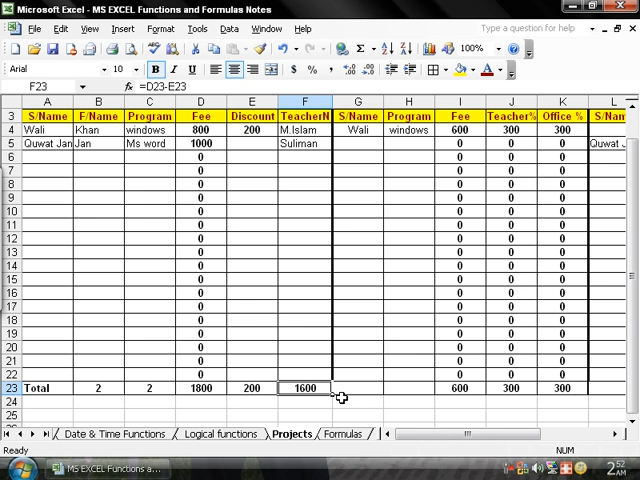 Microsoft Excel - MS EXCEL Functions and Formulas Notes
File Edit View Insert Format Tools Data Window Help Type a question for help
Σ 100%
Arial 10 B I U $ % ,
F23 fx =D23-E23
A B C D E F G H I J K L
3 S/Name F/Name Program Fee Discount TeacherN S/Name Program Fee Teacher% Office % S/Nam
4 Wali Khan windows 800 200 M.Islam Wali windows 600 300 300
5 Quwat Jan Jan Ms word 1000 Suliman 0 0 0 Quwat J
6 0 0 0 0
7 0 0 0 0
8 0 0 0 0
9 0 0 0 0
10 0 0 0 0
11 0 0 0 0
12 0 0 0 0
13 0 0 0 0
14 0 0 0 0
15 0 0 0 0
16 0 0 0 0
17 0 0 0 0
18 0 0 0 0
19 0 0 0 0
20 0 0 0 0
21 0 0 0 0
22 0 0 0 0
23 Total 2 2 1800 200 1600 600 300 300
24
25
Date & Time Functions Logical functions Projects Formulas
Ready NUM
MS EXCEL Functions a... 2:52 AM